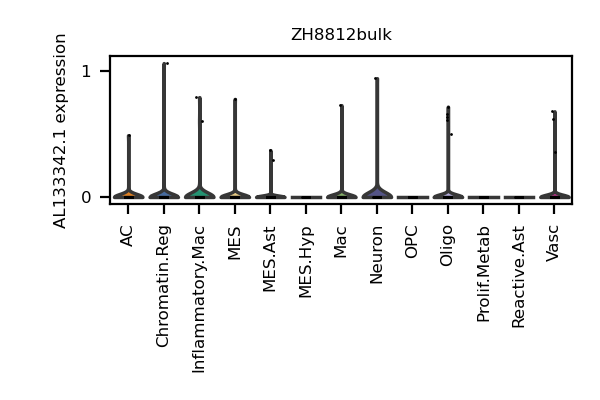 ZH8812bulk
AL133342.1 expression
1
0
AC
Chromatin.Reg
Inflammatory.Mac
MES
MES.Ast
MES.Hyp
Mac
Neuron
OPC
Oligo
Prolif.Metab
Reactive.Ast
Vasc